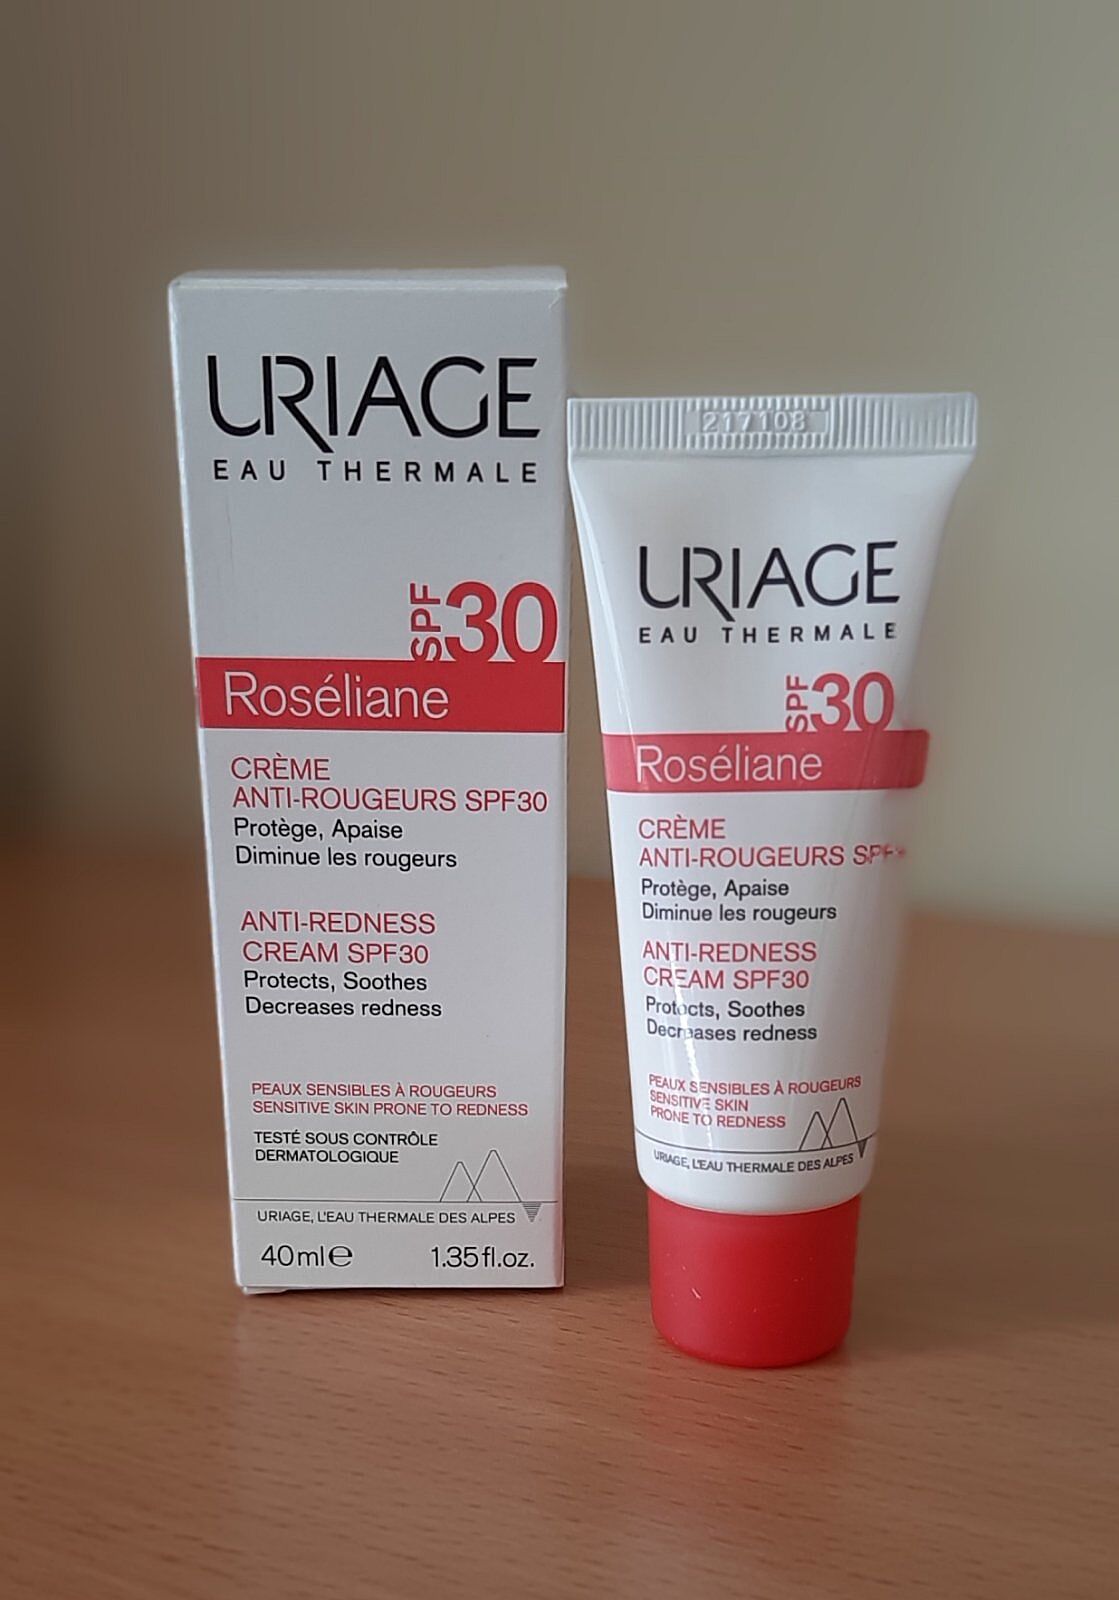 URIAGE
EAU THERMALE
SPF30
Roséliane
CRÈME
ANTI-ROUGEURS SPF30
Protège, Apaise
Diminue les rougeurs
ANTI-REDNESS
CREAM SPF30
Protects, Soothes
Decreases redness
PEAUX SENSIBLES À ROUGEURS
SENSITIVE SKIN PRONE TO REDNESS
TESTÉ SOUS CONTRÔLE
DERMATOLOGIQUE
URIAGE, L'EAU THERMALE DES ALPES
40ml℮ 1.35fl.oz.
217108
URIAGE
EAU THERMALE
SPF30
Roséliane
CRÈME
ANTI-ROUGEURS
Protège, Apaise
Diminue les rougeurs
ANTI-REDNESS
CREAM SPF30
Protects, Soothes
Decreases redness
PEAUX SENSIBLES À ROUGEURS
SENSITIVE SKIN
PRONE TO REDNESS
URIAGE, L'EAU THERMALE DES ALPES